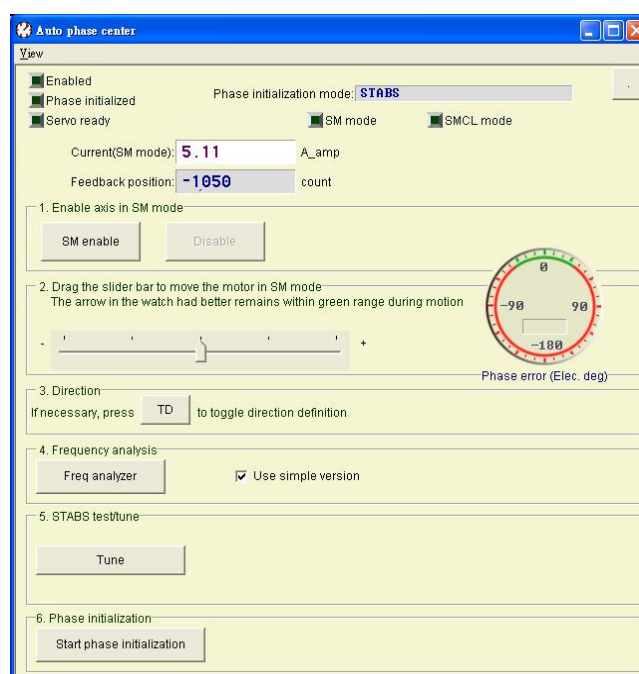 Auto phase center
View
Enabled
Phase initialized
Phase initialization mode: STABS
Servo ready
SM mode
SMCL mode
Current(SM mode): 5.11 A_amp
Feedback position: -1050 count
1. Enable axis in SM mode
SM enable
Disable
2. Drag the slider bar to move the motor in SM mode
The arrow in the watch had better remains within green range during motion
0
-90 90
-180
- +
Phase error (Elec. deg)
3. Direction
If necessary, press TD to toggle direction definition
4. Frequency analysis
Freq analyzer
Use simple version
5. STABS test/tune
Tune
6. Phase initialization
Start phase initialization